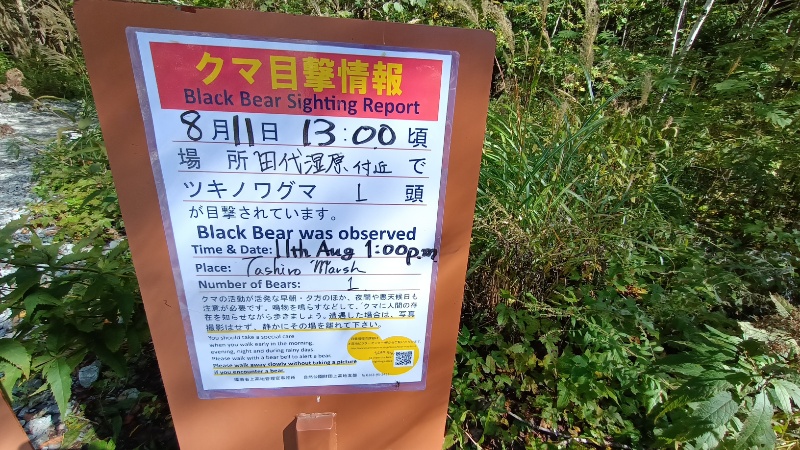 クマ目撃情報
Black Bear Sighting Report
8月11日 13:00頃
場所 田代湿原 付近 で
ツキノワグマ 1 頭
が目撃されています。
Black Bear was observed
Time & Date: 11th Aug 1:00p.m
Place: Tashiro Marsh
Number of Bears: 1
クマの活動が活発な早朝・夕方のほか、夜間や悪天候日も
注意が必要です。鳴物を鳴らすなどして、クマに人間の存
在を知らせながら歩きましょう。遭遇した場合は、写真
撮影はせず、静かにその場を離れて下さい。
You should take a special care
when you walk early in the morning,
evening, night and during rainy days.
Please walk with a bear bell to alert a bear.
Please walk away slowly without taking a picture
if you encounter a bear.